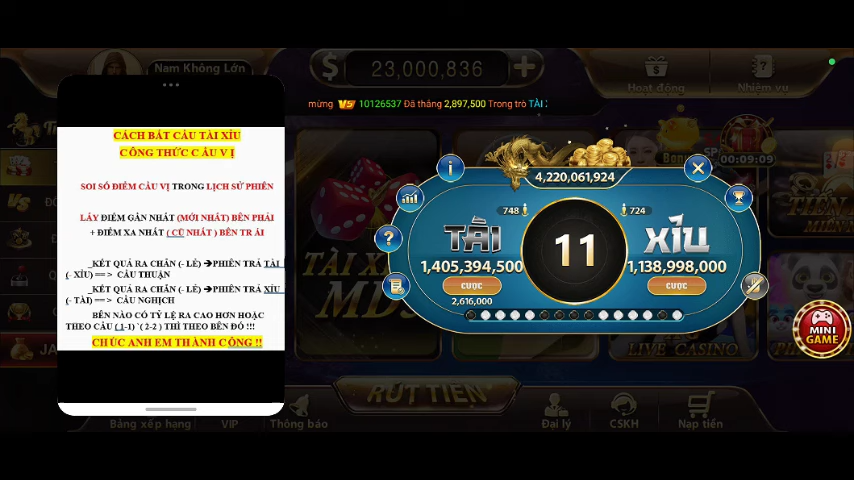 Nam Không Lớn
$ 23,000,836 +
Hoạt động
Nhiệm vụ
mừng V5 10126537 Đã thắng 2,897,500 Trong trò TÀI
CÁCH BẮT CẦU TÀI XỈU
CÔNG THỨC CẦU VỊ
SOI SỐ ĐIỂM CẦU VỊ TRONG LỊCH SỬ PHIÊN
LẤY ĐIỂM GẦN NHẤT (MỚI NHẤT) BÊN PHẢI
+ ĐIỂM XA NHẤT ( CŨ NHẤT ) BÊN TRÁI
_KẾT QUẢ RA CHẴN (- LẺ) ➔PHIÊN TRẢ TÀI
(- XỈU) ==> CẦU THUẬN
_KẾT QUẢ RA CHẴN (- LẺ) ➔PHIÊN TRẢ XỈU
(- TÀI) ==> CẦU NGHỊCH
BÊN NÀO CÓ TỶ LỆ RA CAO HƠN HOẶC
THEO CẦU (1-1) `( 2-2 ) THÌ THEO BÊN ĐÓ !!!
CHÚC ANH EM THÀNH CÔNG !!
00:09:09
i
4,220,061,924
748
724
?
TÀI
11
XỈU
1,405,394,500
1,138,998,000
CƯỢC
CƯỢC
2,616,000
MINI
GAME
TÀI X
MD5
LIVE CASINO
TIẾN
RÚT TIỀN
Bảng xếp hạng
VIP
Thông báo
Đại lý
CSKH
Nạp tiền